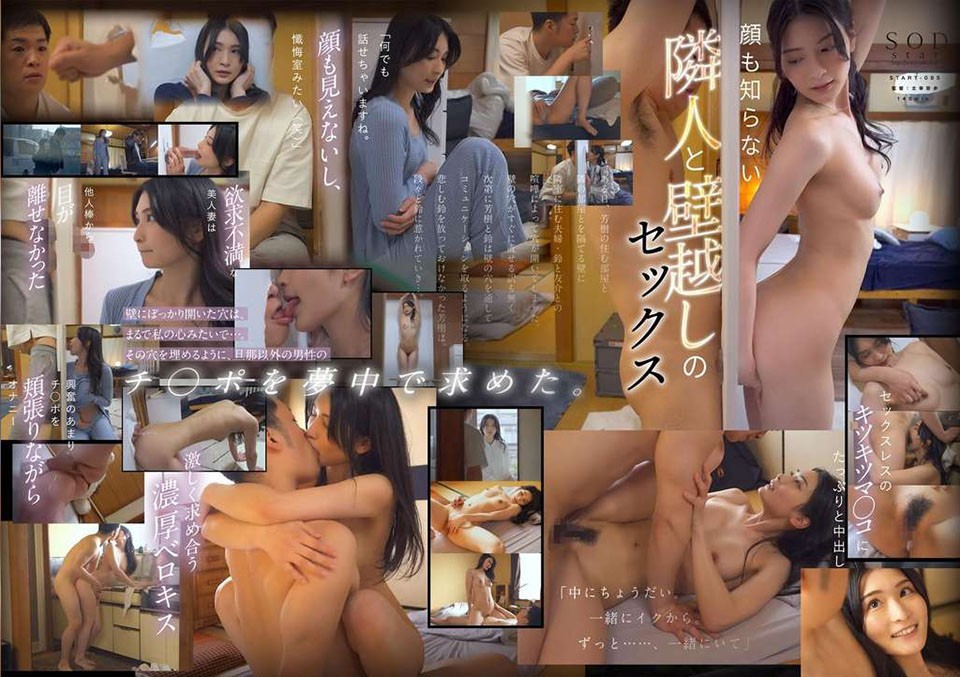 顔も知らない
隣人と壁越しの
セックス
START-085
「何でも
話せちゃいますね。
顔も見えないし、
懺悔室みたい(笑)」
欲求不満な
美人妻は
他人棒から
目が
離せなかった
壁にぽっかり開いた穴は、
まるで私の心みたいで…。
その穴を埋めるように、旦那以外の男性の
チ〇ポを夢中で求めた。
興奮のあまり
チ〇ポを
頬張りながら
オナニー
激しく求め合う
濃厚ベロキス
セックスレスの
キツキツマ〇コに
たっぷりと中出し
「中にちょうだい。
一緒にイクから。
ずっと……、一緒にいて」